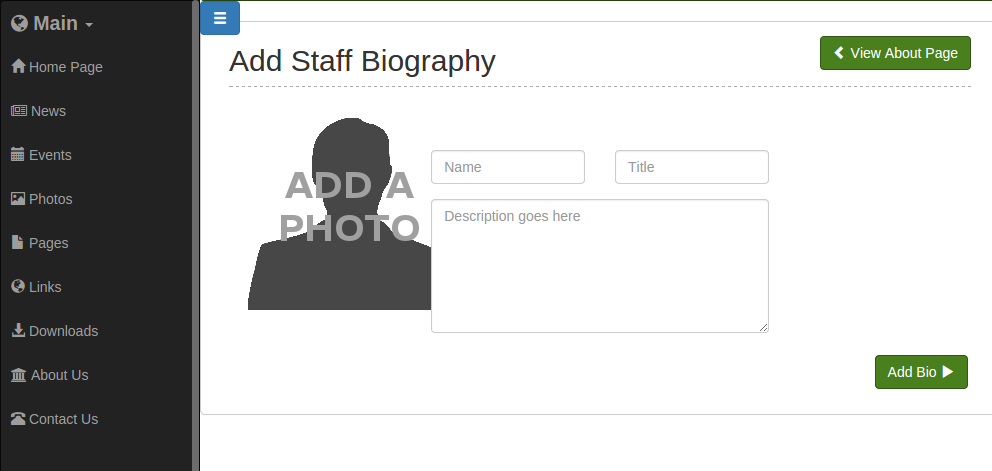 Main
Home Page
News
Events
Photos
Pages
Links
Downloads
About Us
Contact Us
Add Staff Biography
View About Page
ADD A
PHOTO
Name
Title
Description goes here
Add Bio